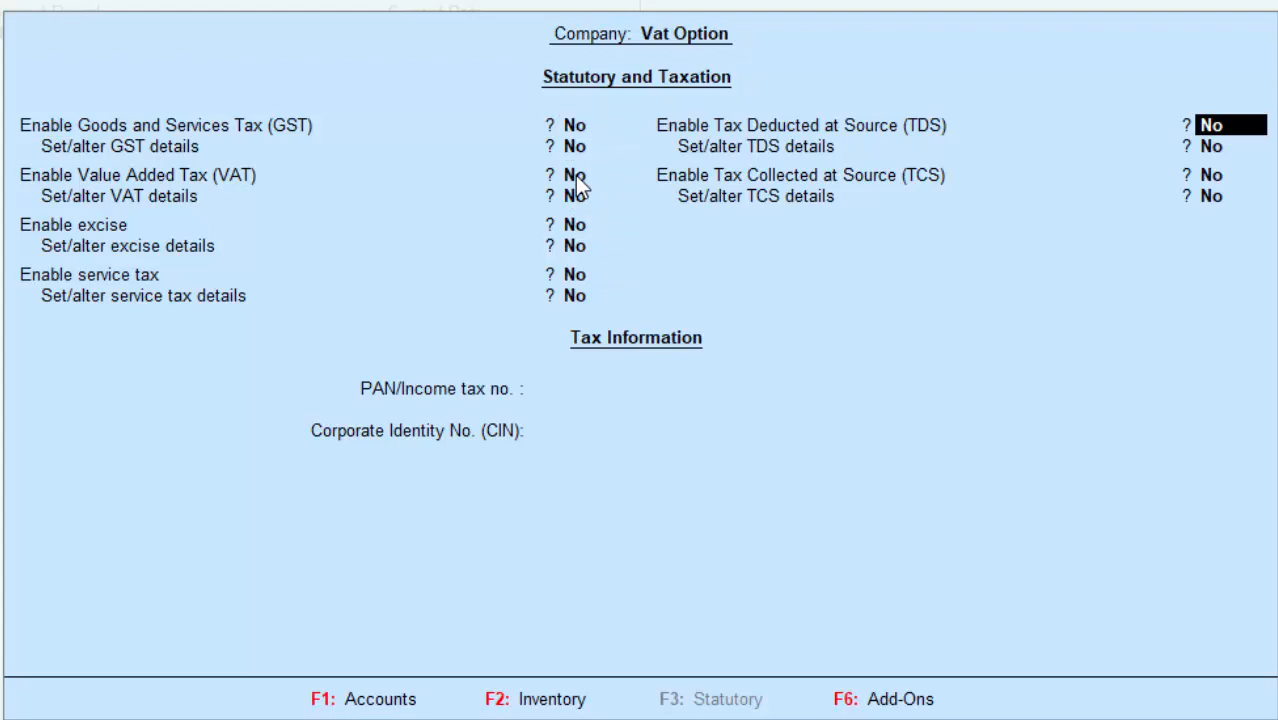 Company: Vat Option
Statutory and Taxation
Enable Goods and Services Tax (GST) ? No
Set/alter GST details ? No
Enable Value Added Tax (VAT) ? No
Set/alter VAT details ? No
Enable excise ? No
Set/alter excise details ? No
Enable service tax ? No
Set/alter service tax details ? No
Enable Tax Deducted at Source (TDS) ? No
Set/alter TDS details ? No
Enable Tax Collected at Source (TCS) ? No
Set/alter TCS details ? No
Tax Information
PAN/Income tax no. :
Corporate Identity No. (CIN):
F1: Accounts F2: Inventory F3: Statutory F6: Add-Ons